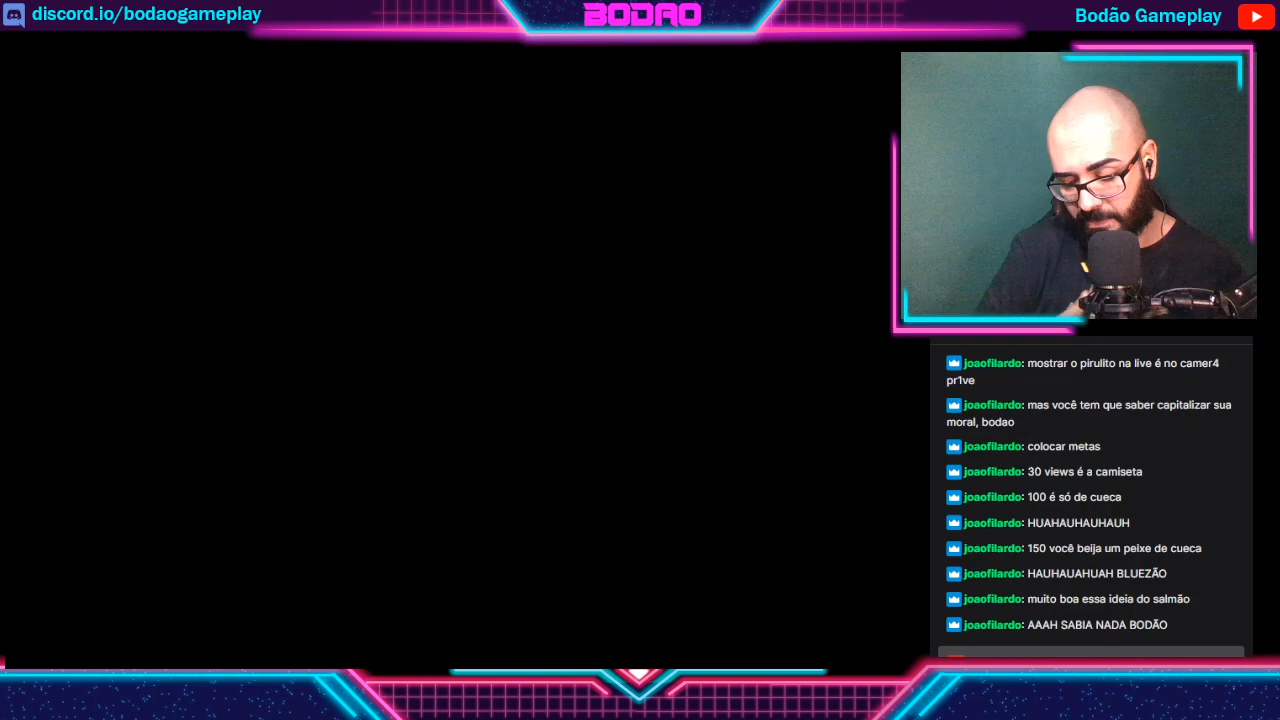 discord.io/bodaogameplay
BODAO
Bodão Gameplay
joaofilardo: mostrar o pirulito na live é no camer4
pr1ve
joaofilardo: mas você tem que saber capitalizar sua
moral, bodao
joaofilardo: colocar metas
joaofilardo: 30 views é a camiseta
joaofilardo: 100 é só de cueca
joaofilardo: HUAHAUHAUHAUH
joaofilardo: 150 você beija um peixe de cueca
joaofilardo: HAUHAUAHUAH BLUEZÃO
joaofilardo: muito boa essa ideia do salmão
joaofilardo: AAAH SABIA NADA BODÃO